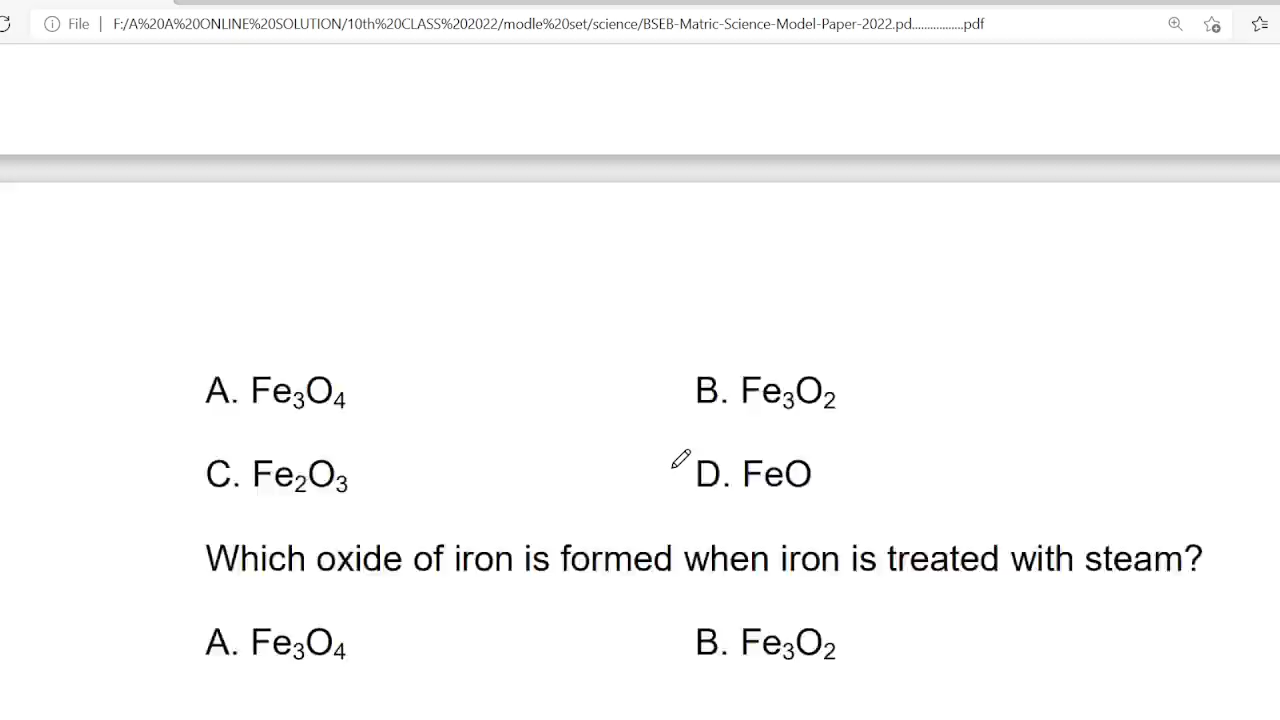 File | F:/A%20A%20ONLINE%20SOLUTION/10th%20CLASS%202022/modle%20set/science/BSEB-Matric-Science-Model-Paper-2022.pd.................pdf
A. Fe₃O₄ B. Fe₃O₂
C. Fe₂O₃ D. FeO
Which oxide of iron is formed when iron is treated with steam?
A. Fe₃O₄ B. Fe₃O₂